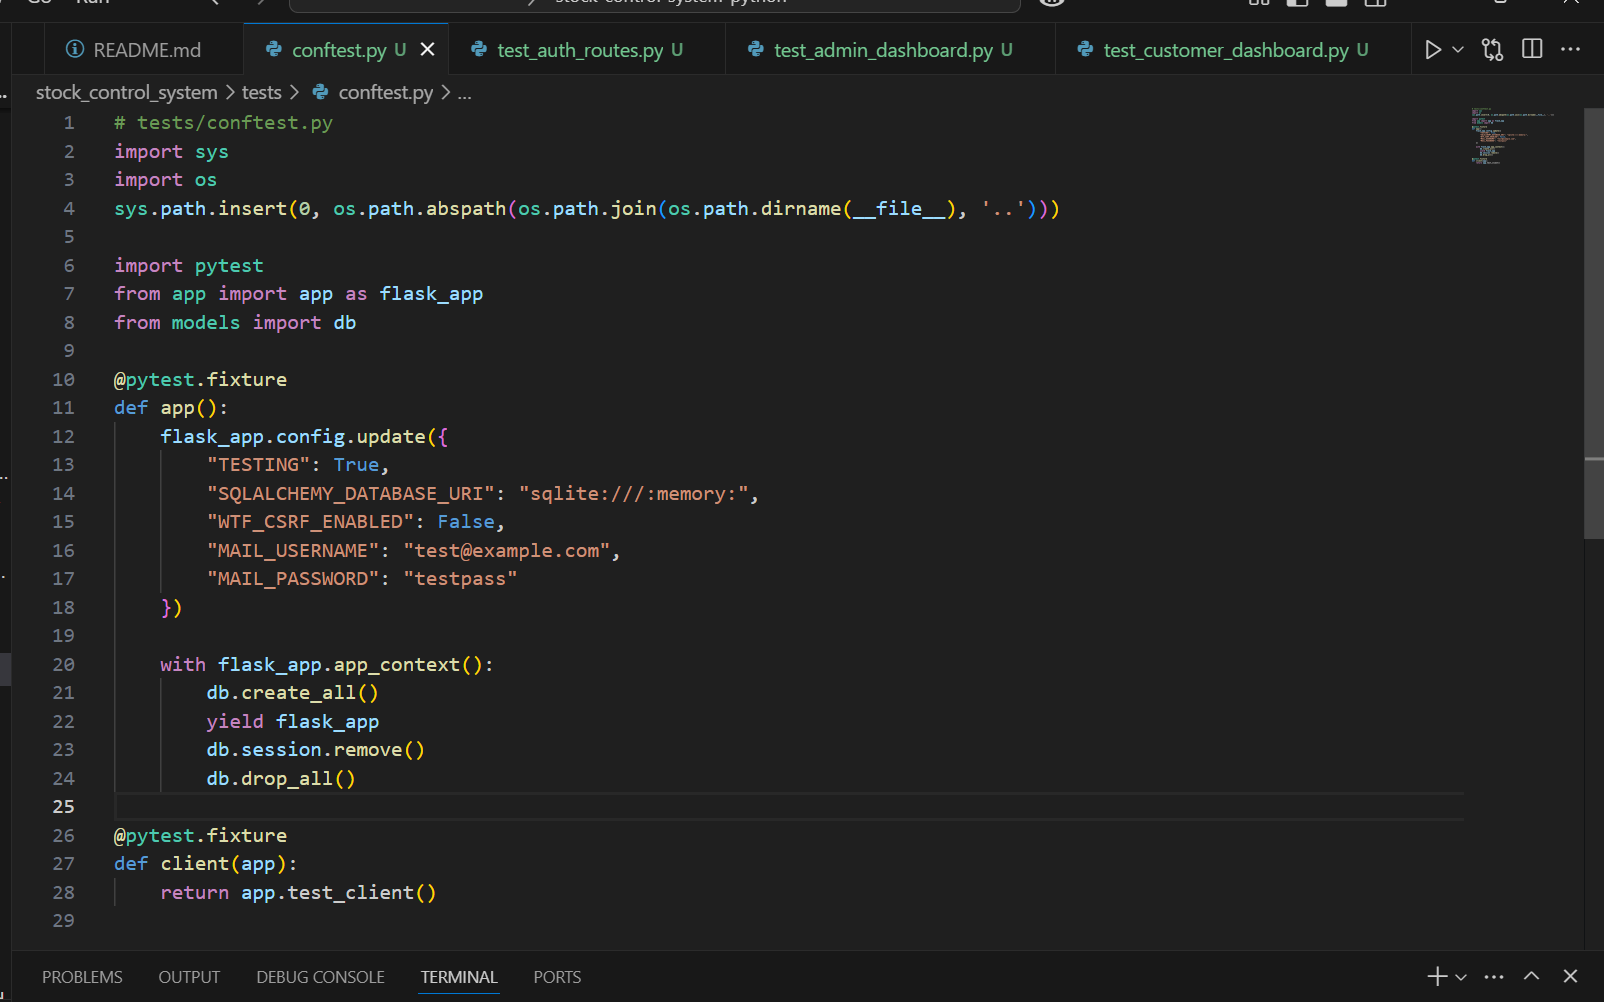 README.md
conftest.py U
test_auth_routes.py U
test_admin_dashboard.py U
test_customer_dashboard.py U
stock_control_system > tests > conftest.py > ...
1 # tests/conftest.py
2 import sys
3 import os
4 sys.path.insert(0, os.path.abspath(os.path.join(os.path.dirname(__file__), '..')))
5
6 import pytest
7 from app import app as flask_app
8 from models import db
9
10 @pytest.fixture
11 def app():
12     flask_app.config.update({
13         "TESTING": True,
14         "SQLALCHEMY_DATABASE_URI": "sqlite:///:memory:",
15         "WTF_CSRF_ENABLED": False,
16         "MAIL_USERNAME": "test@example.com",
17         "MAIL_PASSWORD": "testpass"
18     })
19
20     with flask_app.app_context():
21         db.create_all()
22         yield flask_app
23         db.session.remove()
24         db.drop_all()
25
26 @pytest.fixture
27 def client(app):
28     return app.test_client()
29
PROBLEMS OUTPUT DEBUG CONSOLE TERMINAL PORTS